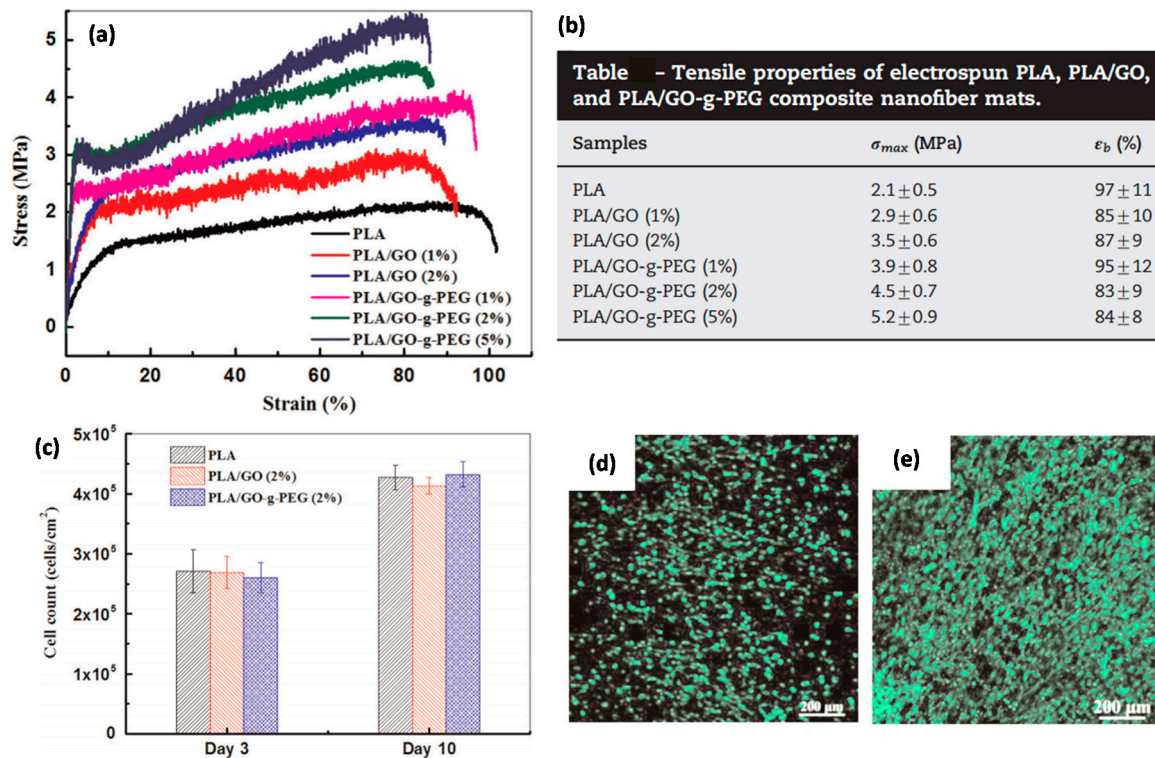 (a)
Stress (MPa)
5
4
3
2
1
0
PLA
PLA/GO (1%)
PLA/GO (2%)
PLA/GO-g-PEG (1%)
PLA/GO-g-PEG (2%)
PLA/GO-g-PEG (5%)
0 20 40 60 80 100
Strain (%)
(b)
Table – Tensile properties of electrospun PLA, PLA/GO,
and PLA/GO-g-PEG composite nanofiber mats.
Samples σmax (MPa) εb (%)
PLA 2.1±0.5 97±11
PLA/GO (1%) 2.9±0.6 85±10
PLA/GO (2%) 3.5±0.6 87±9
PLA/GO-g-PEG (1%) 3.9±0.8 95±12
PLA/GO-g-PEG (2%) 4.5±0.7 83±9
PLA/GO-g-PEG (5%) 5.2±0.9 84±8
(c)
Cell count (cells/cm²)
5x10⁵
4x10⁵
3x10⁵
2x10⁵
1x10⁵
0
PLA
PLA/GO (2%)
PLA/GO-g-PEG (2%)
Day 3 Day 10
(d)
200 μm
(e)
200 μm